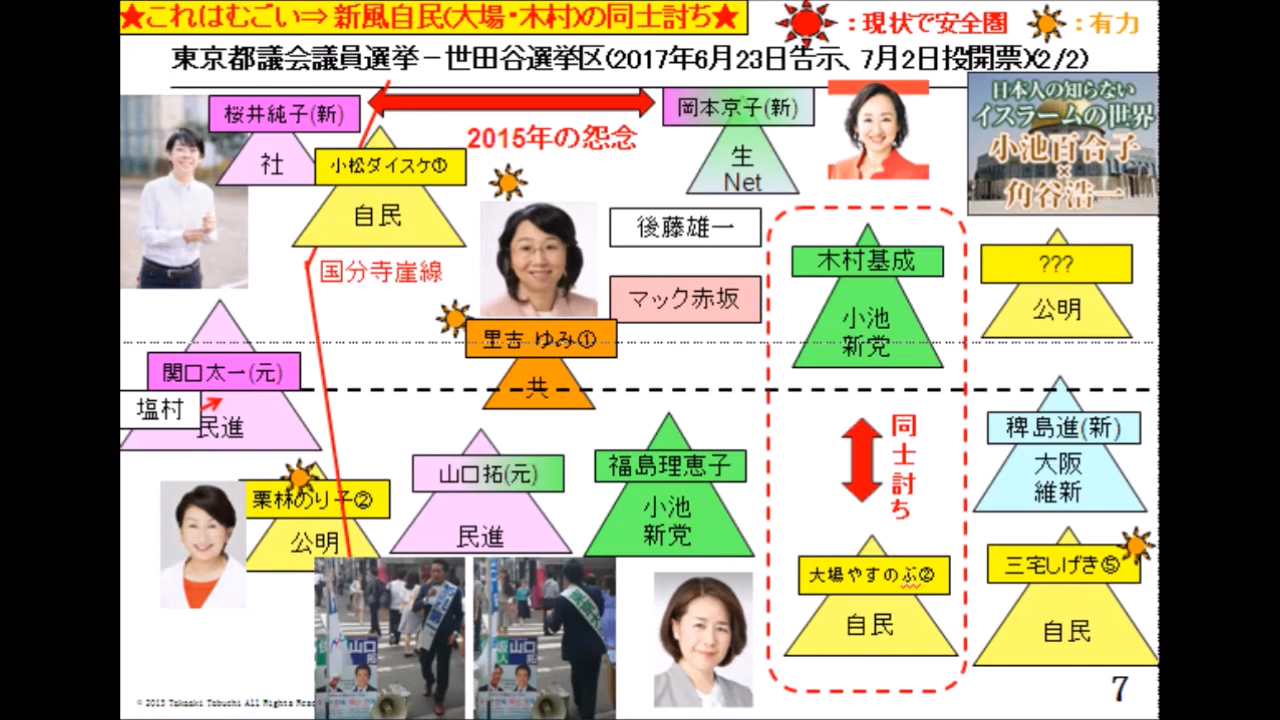 ★これはむごい⇒ 新風自民(大場・木村)の同士討ち★
：現状で安全圏
：有力
東京都議会議員選挙－世田谷選挙区(2017年6月23日告示、7月2日投開票)(2/2)
桜井純子(新)
社
小松ダイスケ①
自民
2015年の怨念
岡本京子(新)
生
Net
日本人の知らない
イスラームの世界
小池百合子
×
角谷浩一
国分寺崖線
後藤雄一
マック赤坂
里吉 ゆみ①
共
木村基成
小池
新党
???
公明
関口太一(元)
塩村
民進
栗林のり子②
公明
山口拓(元)
民進
福島理恵子
小池
新党
同士討ち
大場やすのぶ②
自民
稗島進(新)
大阪
維新
三宅しげき⑤
自民
山口
拓
山口
© 2013 Takaaki Tabuchi All Rights
7